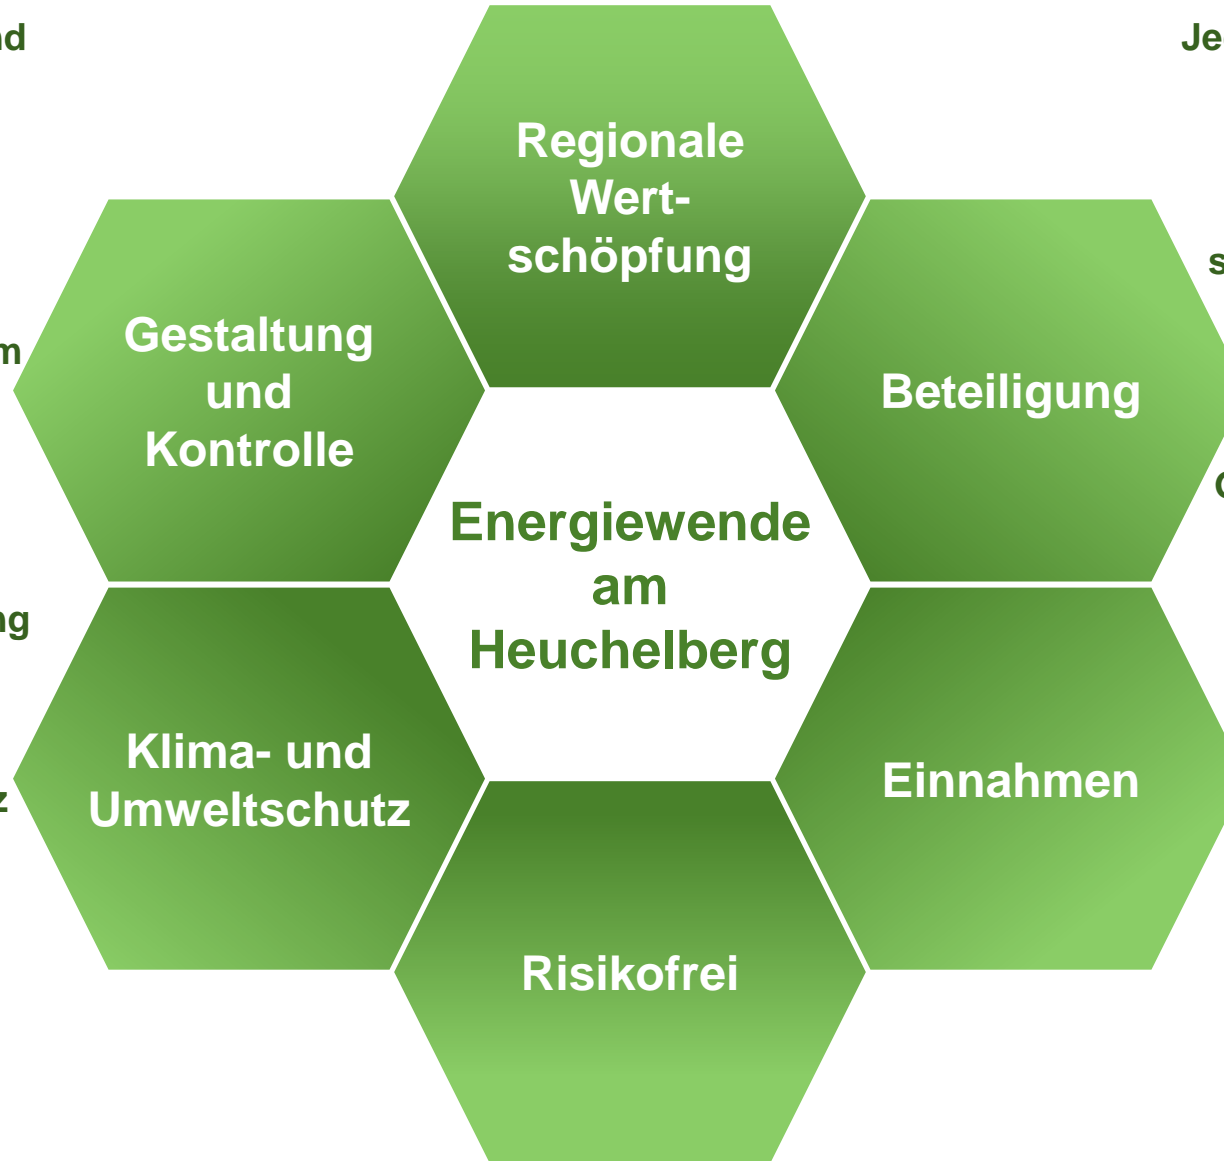 Regionale
Wert-
schöpfung
Gestaltung
und
Kontrolle
Beteiligung
Energiewende
am
Heuchelberg
Klima- und
Umweltschutz
Einnahmen
Risikofrei